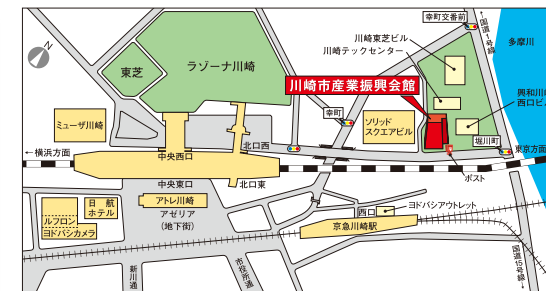 幸町交番前
国道1号線
多摩川
川崎東芝ビル
川崎テックセンター
東芝
ラゾーナ川崎
川崎市産業振興会館
興和川崎
西口ビル
ミューザ川崎
幸町
ソリッド
スクエアビル
堀川町
北口西
←横浜方面
東京方面
中央西口
ポスト
中央東口
北口東
日航
ホテル
アトレ川崎
アゼリア
(地下街)
西口
ヨドバシアウトレット
ルフロン
ヨドバシカメラ
京急川崎駅
新川通
市役所通
国道15号線